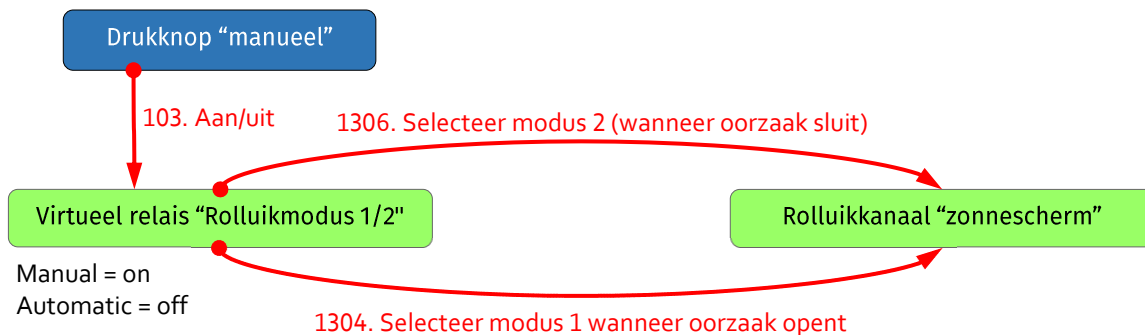 Drukknop “manueel”
103. Aan/uit
1306. Selecteer modus 2 (wanneer oorzaak sluit)
Virtueel relais “Rolluikmodus 1/2"
Rolluikkanaal “zonnescherm”
Manual = on
Automatic = off
1304. Selecteer modus 1 wanneer oorzaak opent